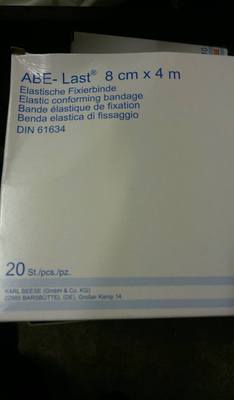 ABE- Last® 8 cm x 4 m
Elastische Fixierbinde
Elastic conforming bandage
Bande élastique de fixation
Benda elastica di fissaggio
DIN 61634
20 St./pcs./pz.
KARL BEESE (GmbH & Co. KG)
22885 BARSBÜTTEL (DE), Großer Kamp 14